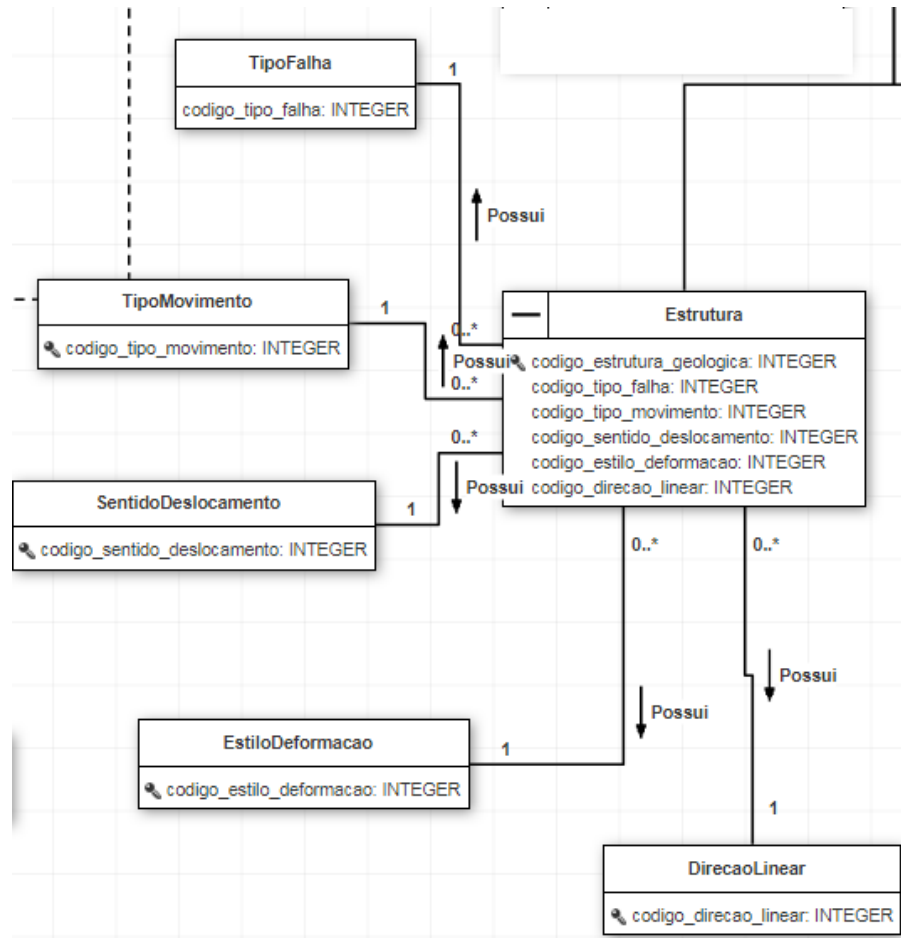 TipoFalha
codigo_tipo_falha: INTEGER
1
Possui
TipoMovimento
codigo_tipo_movimento: INTEGER
1
0..*
Possui
0..*
Estrutura
codigo_estrutura_geologica: INTEGER
codigo_tipo_falha: INTEGER
codigo_tipo_movimento: INTEGER
codigo_sentido_deslocamento: INTEGER
codigo_estilo_deformacao: INTEGER
codigo_direcao_linear: INTEGER
0..*
Possui
SentidoDeslocamento
codigo_sentido_deslocamento: INTEGER
1
0..*
0..*
Possui
Possui
EstiloDeformacao
codigo_estilo_deformacao: INTEGER
1
1
DirecaoLinear
codigo_direcao_linear: INTEGER